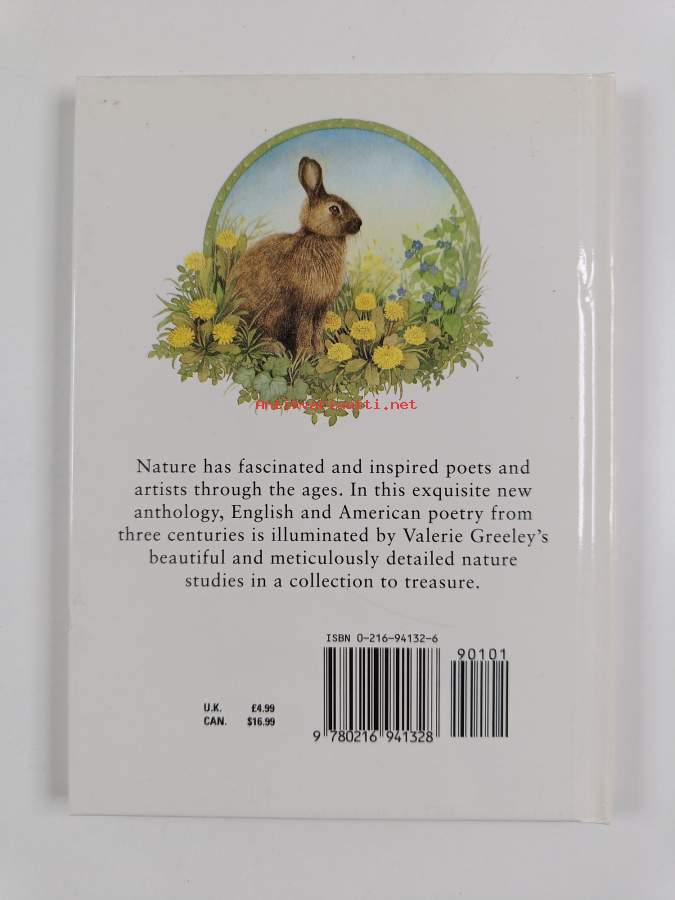 Antikvariaatti.net
Nature has fascinated and inspired poets and
artists through the ages. In this exquisite new
anthology, English and American poetry from
three centuries is illuminated by Valerie Greeley’s
beautiful and meticulously detailed nature
studies in a collection to treasure.
ISBN 0-216-94132-6
90101
U.K. £4.99
CAN. $16.99
9 780216 941328